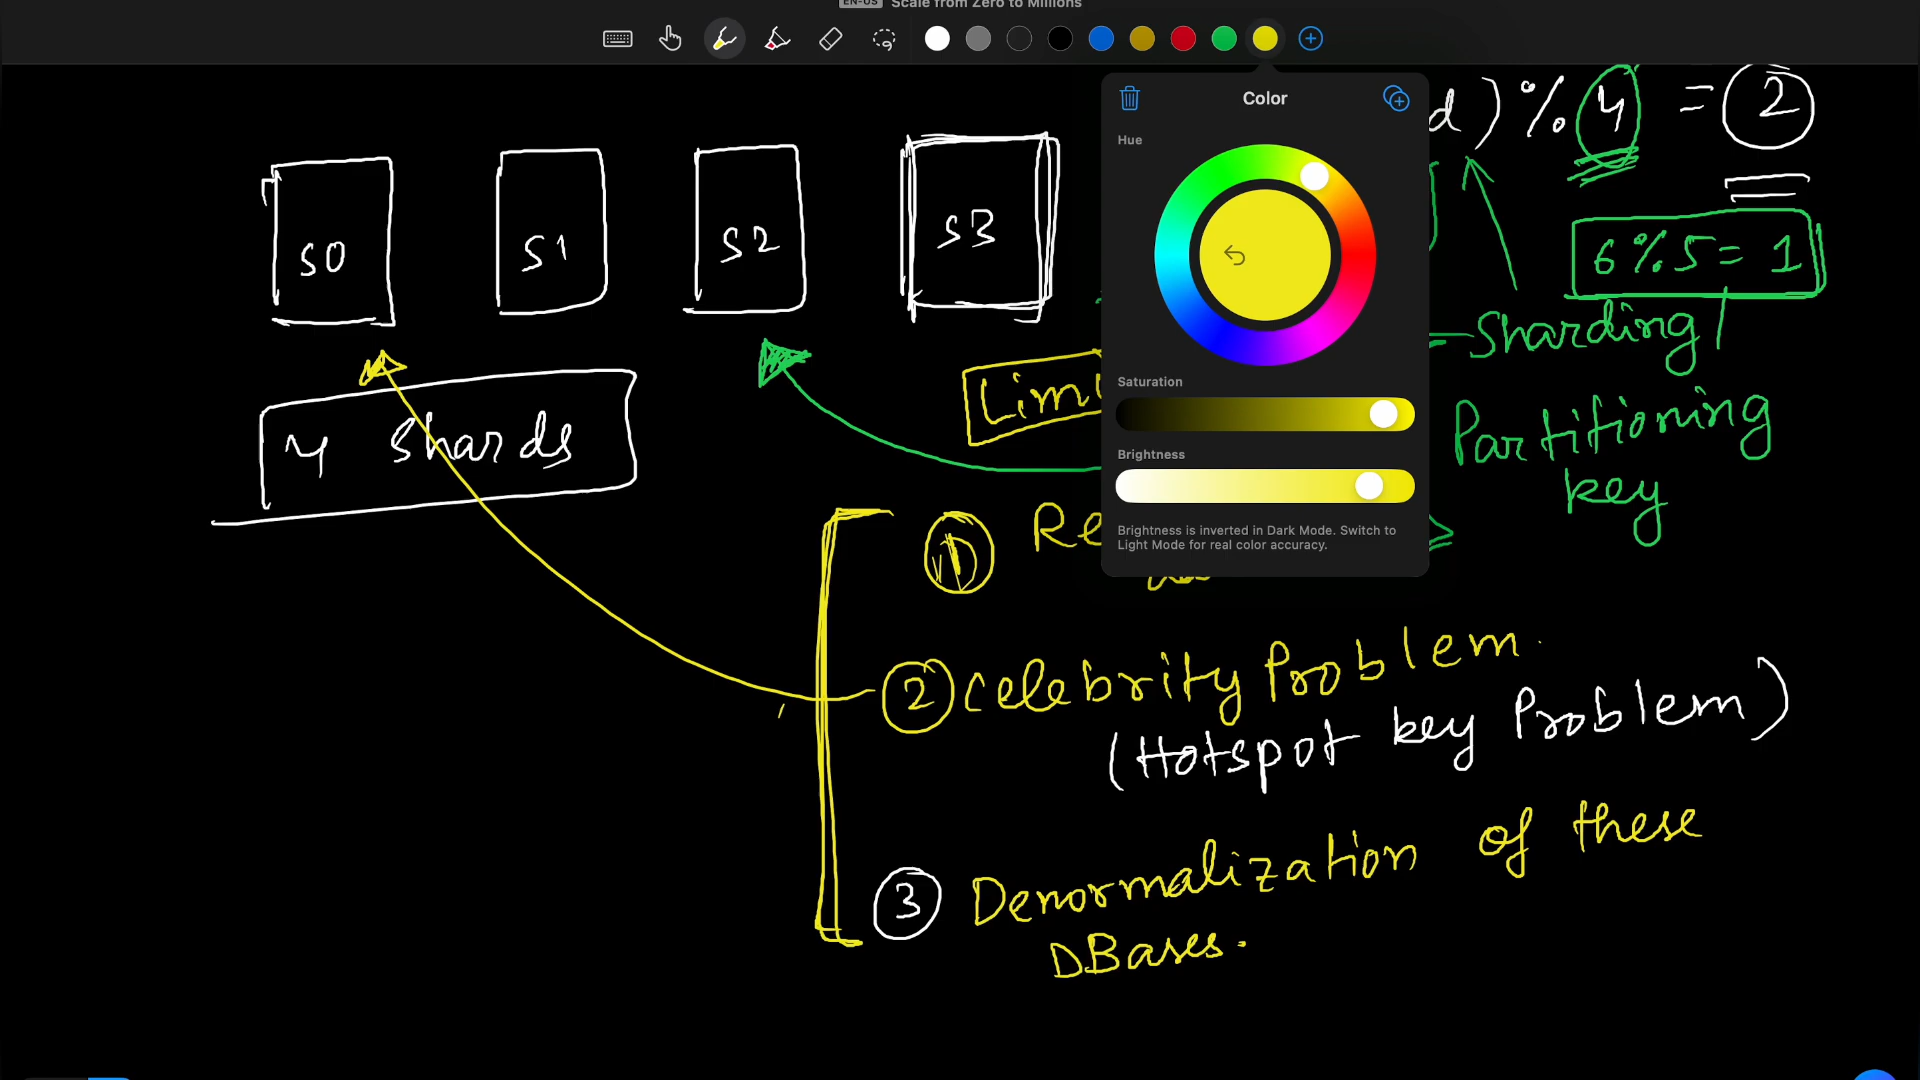 EN-US Scale from Zero to Millions
Color
Hue
Saturation
Brightness
Brightness is inverted in Dark Mode. Switch to
Light Mode for real color accuracy.
d) % 4 = 2
6 % 5 = 1
S0
S1
S2
S3
Sharding
Partitioning
key
4 Shards
1
2 Celebrity Problem.
(Hotspot key Problem)
3 Denormalization of these
DBases.